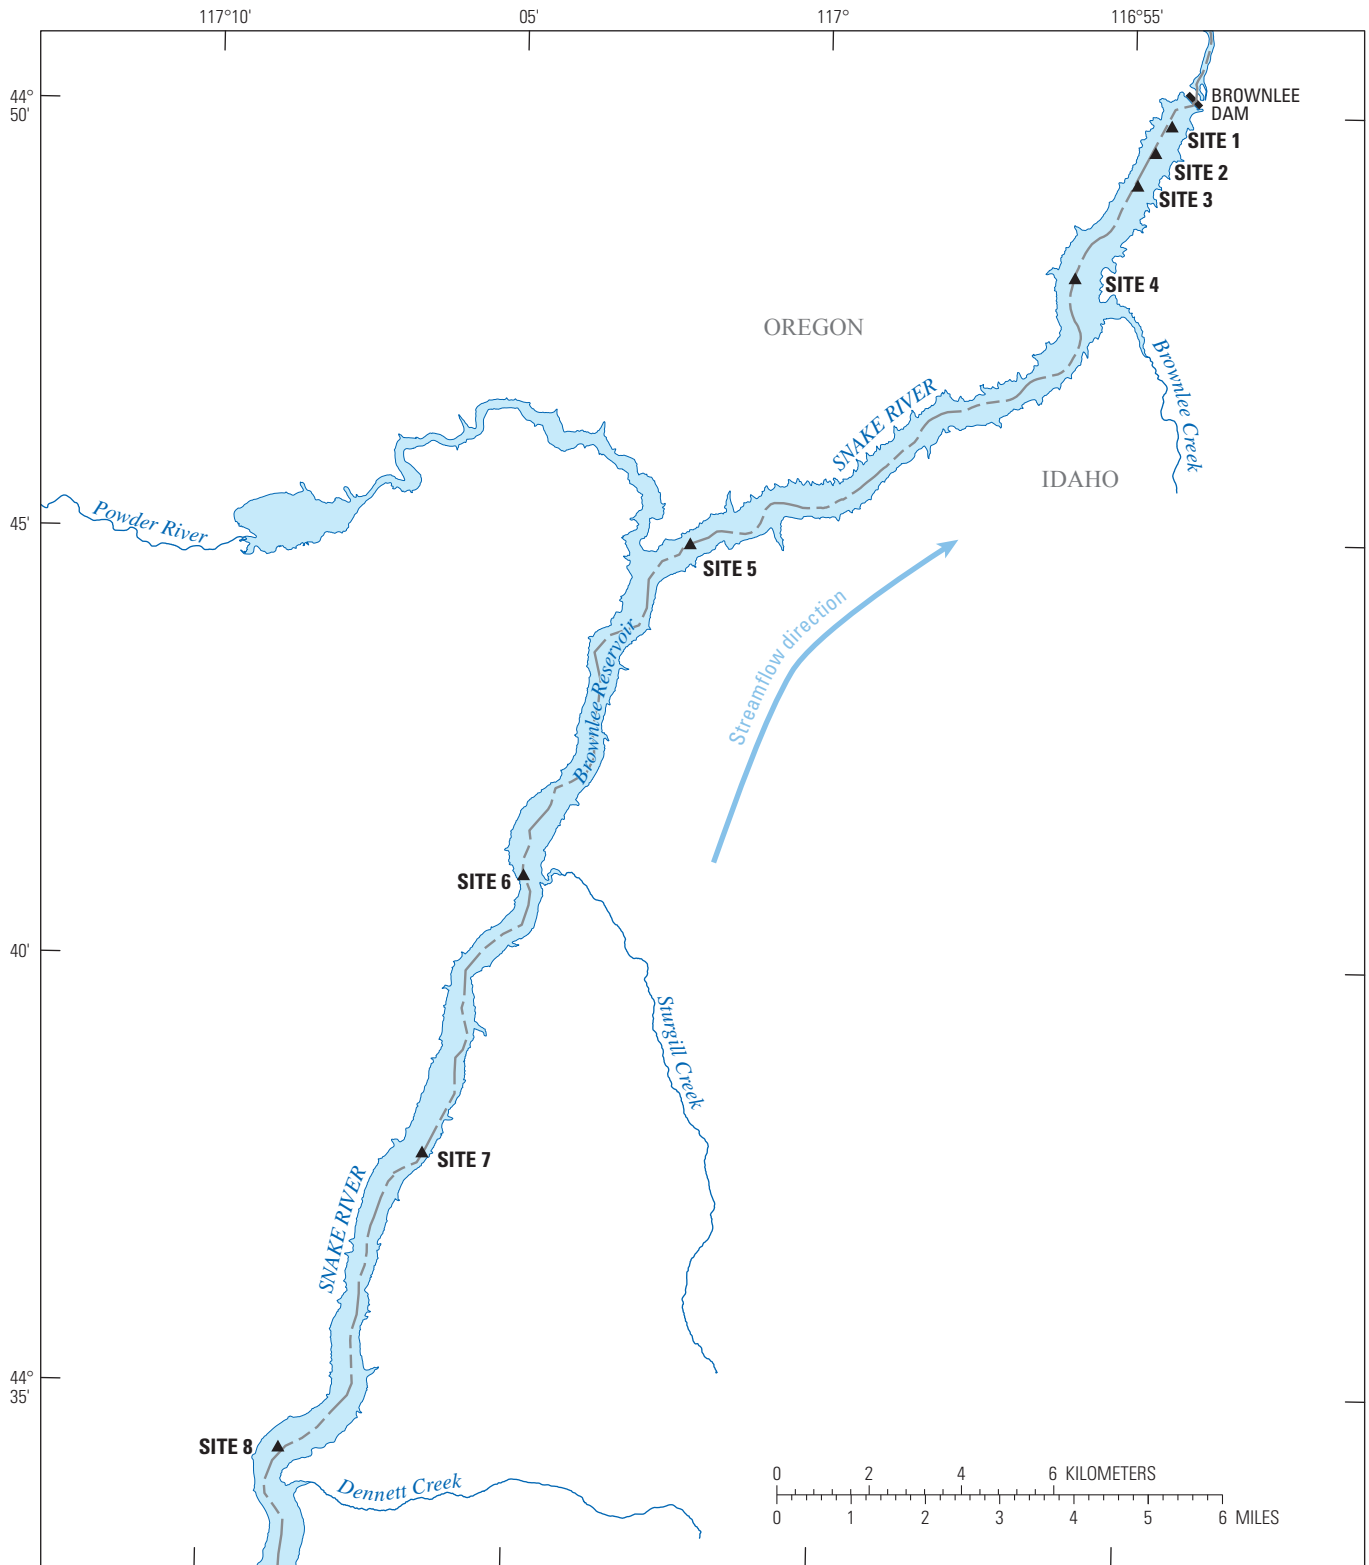 117°10'
05'
117°
116°55'
44°
50'
BROWNLEE
DAM
SITE 1
SITE 2
SITE 3
SITE 4
OREGON
Brownlee Creek
SNAKE RIVER
IDAHO
Powder River
45'
SITE 5
Streamflow direction
Brownlee Reservoir
SITE 6
40'
Sturgill Creek
SITE 7
SNAKE RIVER
44°
35'
SITE 8
Dennett Creek
0 2 4 6 KILOMETERS
0 1 2 3 4 5 6 MILES